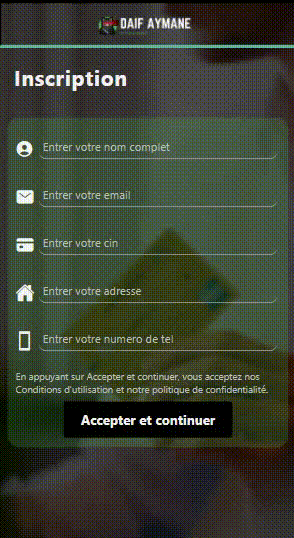 DAIF AYMANE
Inscription
Entrer votre nom complet
Entrer votre email
Entrer votre cin
Entrer votre adresse
Entrer votre numero de tel
En appuyant sur Accepter et continuer, vous acceptez nos
Conditions d'utilisation et notre politique de confidentialité.
Accepter et continuer